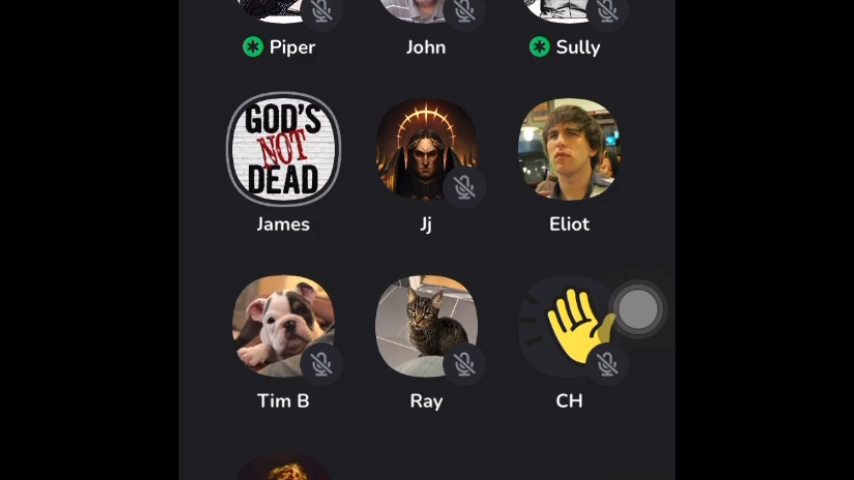 Piper
John
Sully
GOD'S
NOT
DEAD
James
Jj
Eliot
Tim B
Ray
CH